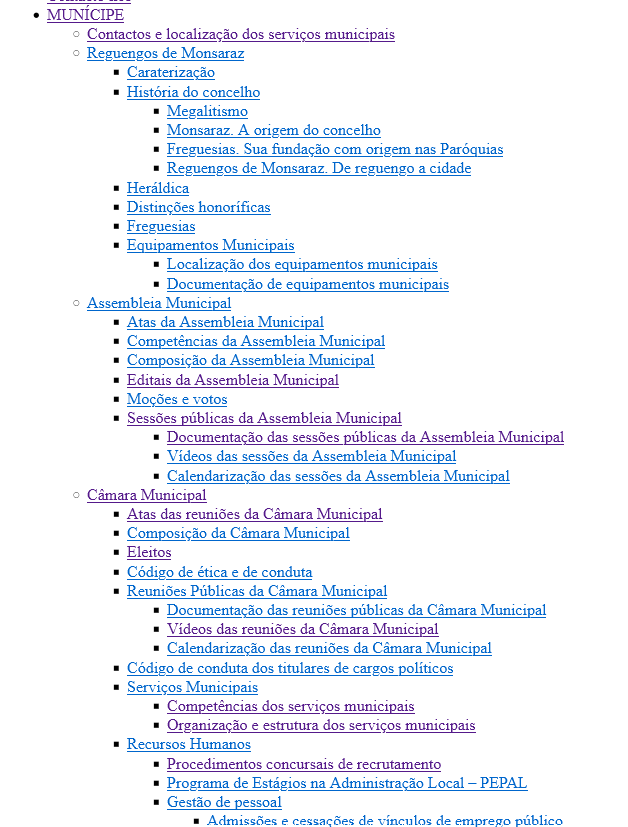 MUNÍCIPE
Contactos e localização dos serviços municipais
Reguengos de Monsaraz
Caraterização
História do concelho
Megalitismo
Monsaraz. A origem do concelho
Freguesias. Sua fundação com origem nas Paróquias
Reguengos de Monsaraz. De reguengo a cidade
Heráldica
Distinções honoríficas
Freguesias
Equipamentos Municipais
Localização dos equipamentos municipais
Documentação de equipamentos municipais
Assembleia Municipal
Atas da Assembleia Municipal
Competências da Assembleia Municipal
Composição da Assembleia Municipal
Editais da Assembleia Municipal
Moções e votos
Sessões públicas da Assembleia Municipal
Documentação das sessões públicas da Assembleia Municipal
Vídeos das sessões da Assembleia Municipal
Calendarização das sessões da Assembleia Municipal
Câmara Municipal
Atas das reuniões da Câmara Municipal
Composição da Câmara Municipal
Eleitos
Código de ética e de conduta
Reuniões Públicas da Câmara Municipal
Documentação das reuniões públicas da Câmara Municipal
Vídeos das reuniões da Câmara Municipal
Calendarização das reuniões da Câmara Municipal
Código de conduta dos titulares de cargos políticos
Serviços Municipais
Competências dos serviços municipais
Organização e estrutura dos serviços municipais
Recursos Humanos
Procedimentos concursais de recrutamento
Programa de Estágios na Administração Local – PEPAL
Gestão de pessoal
Admissões e cessações de vínculos de emprego público